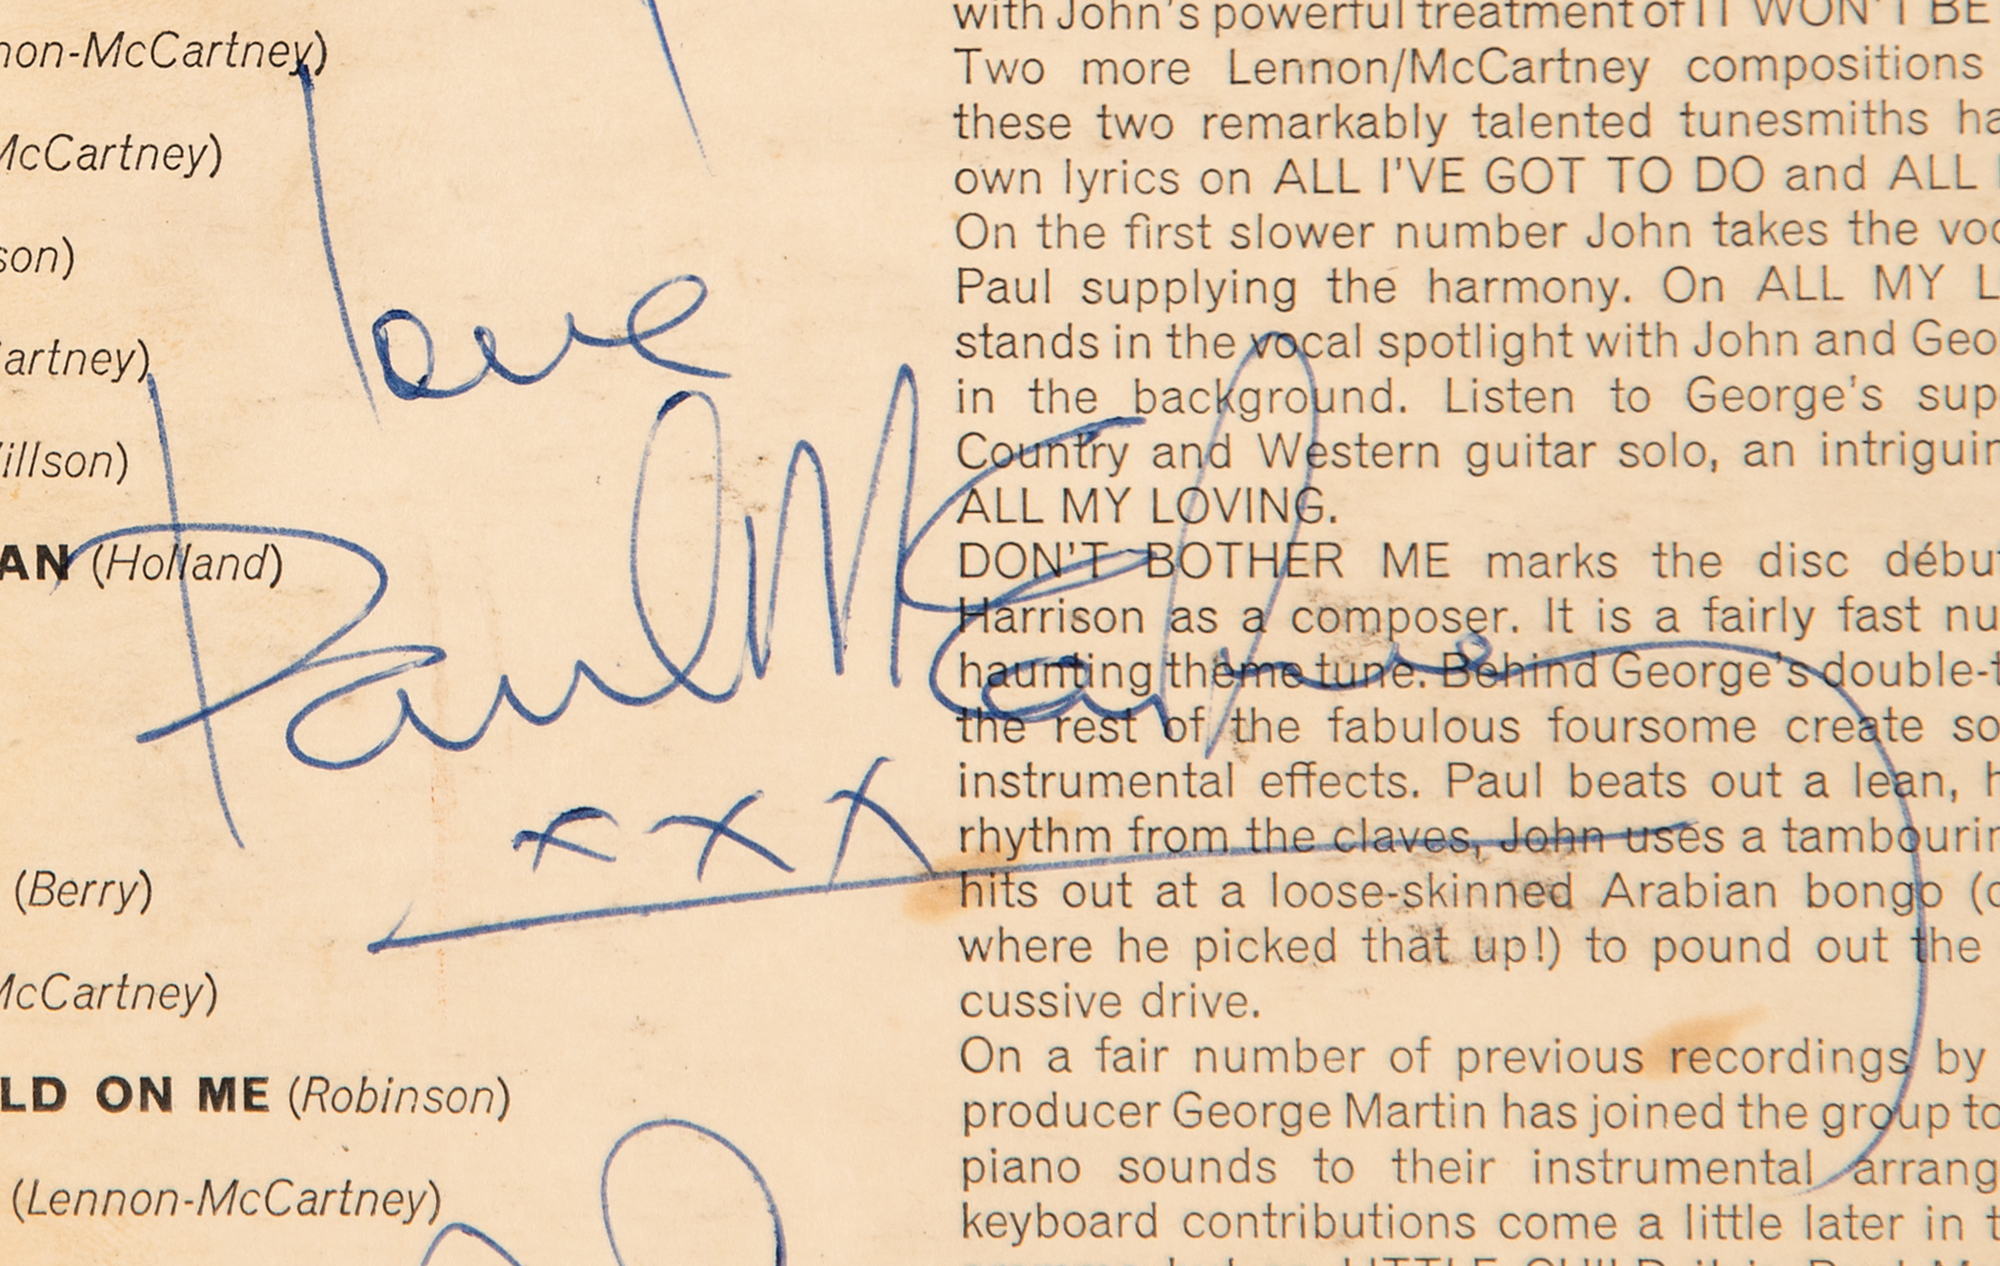 non-McCartney)
McCartney)
son)
artney)
illson)
AN (Holland)
(Berry)
McCartney)
LD ON ME (Robinson)
(Lennon-McCartney)
love
Paul McCartney
xxx
with John's powerful treatment of IT WON'T BE
Two more Lennon/McCartney compositions
these two remarkably talented tunesmiths ha
own lyrics on ALL I'VE GOT TO DO and ALL
On the first slower number John takes the voc
Paul supplying the harmony. On ALL MY L
stands in the vocal spotlight with John and Geo
in the background. Listen to George's sup
Country and Western guitar solo, an intriguin
ALL MY LOVING.
DON'T BOTHER ME marks the disc début
Harrison as a composer. It is a fairly fast nu
haunting theme tune. Behind George's double-t
the rest of the fabulous foursome create so
instrumental effects. Paul beats out a lean, h
rhythm from the claves, John uses a tambourin
hits out at a loose-skinned Arabian bongo (o
where he picked that up!) to pound out the
cussive drive.
On a fair number of previous recordings by
producer George Martin has joined the group to
piano sounds to their instrumental arrang
keyboard contributions come a little later in t